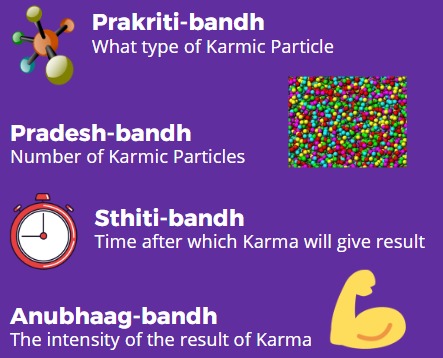 Prakriti-bandh
What type of Karmic Particle
Pradesh-bandh
Number of Karmic Particles
Sthiti-bandh
Time after which Karma will give result
Anubhaag-bandh
The intensity of the result of Karma